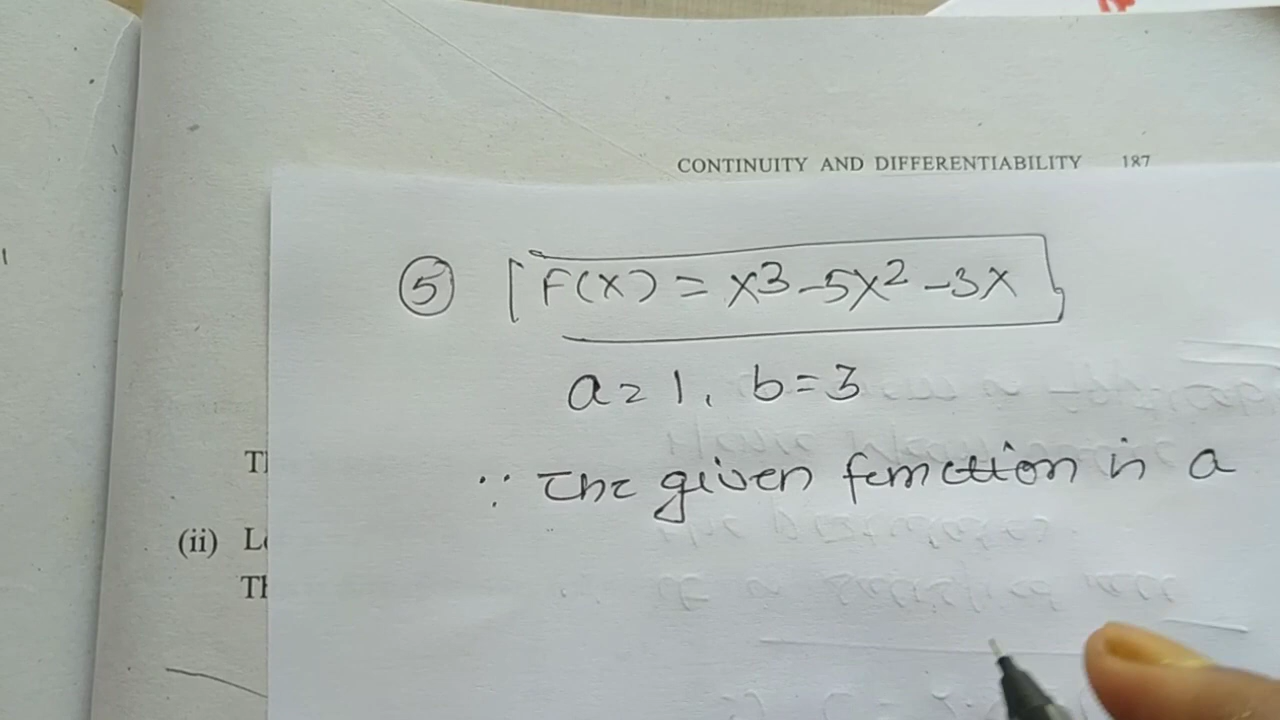 CONTINUITY AND DIFFERENTIABILITY 187
⑤ F(x) = x³-5x²-3x
a=1, b=3
∵ The given function is a
(ii)